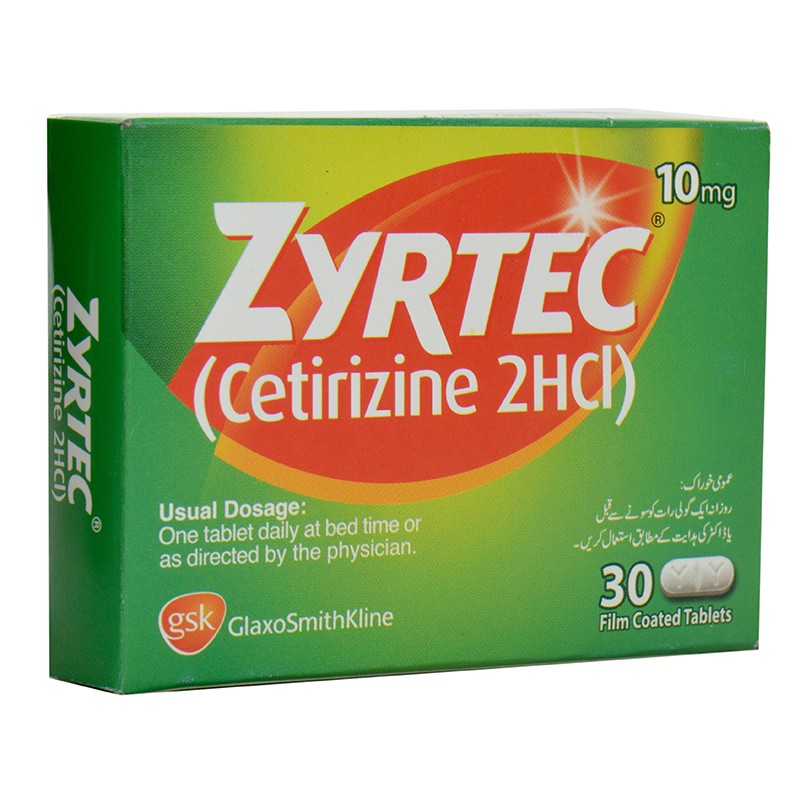 10mg
ZYRTEC®
(Cetirizine 2HCl)
ZYRTEC®
(Cetirizine 2HCl)
Usual Dosage:
One tablet daily at bed time or
as directed by the physician.
عمومی خوراک:
روزانہ ایک گولی رات کو سونے سے قبل
یا ڈاکٹر کی ہدایت کے مطابق استعمال کریں۔
30
Film Coated Tablets
Y Y
gsk GlaxoSmithKline